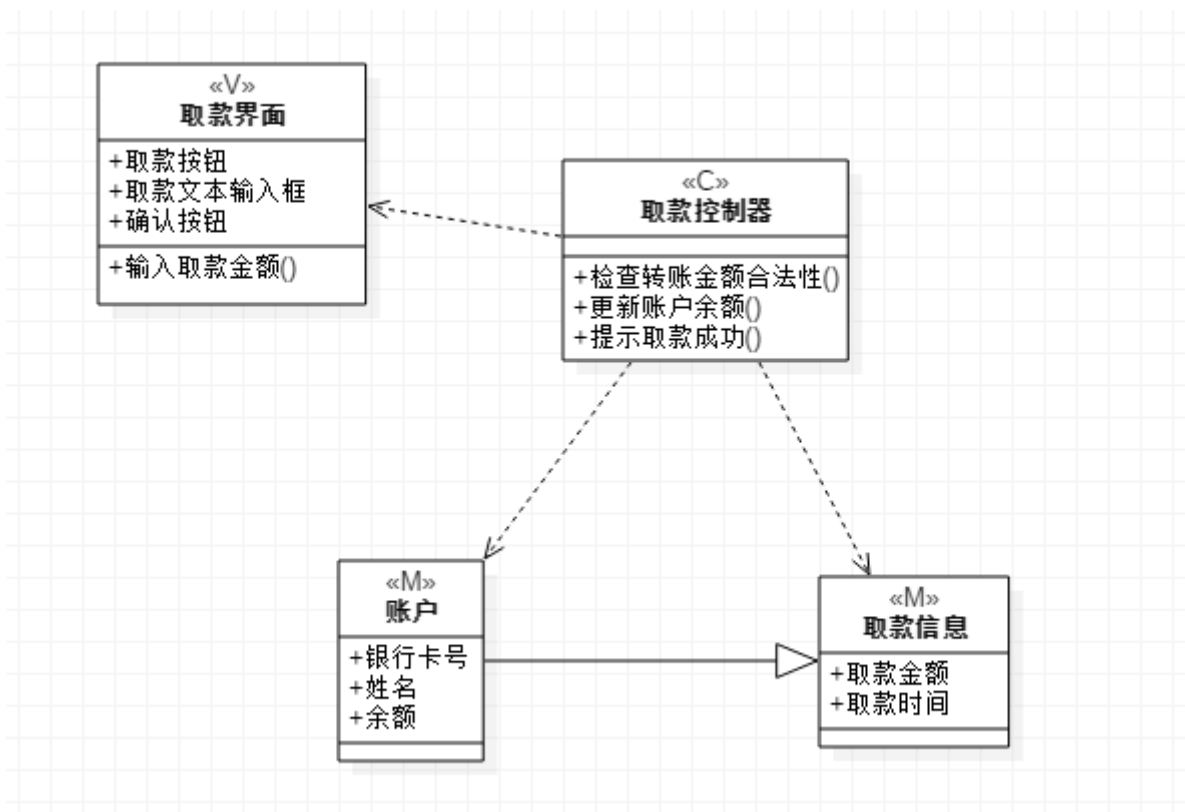 «V»
取款界面
+取款按钮
+取款文本输入框
+确认按钮
+输入取款金额()
«C»
取款控制器
+检查转账金额合法性()
+更新账户余额()
+提示取款成功()
«M»
账户
+银行卡号
+姓名
+余额
«M»
取款信息
+取款金额
+取款时间